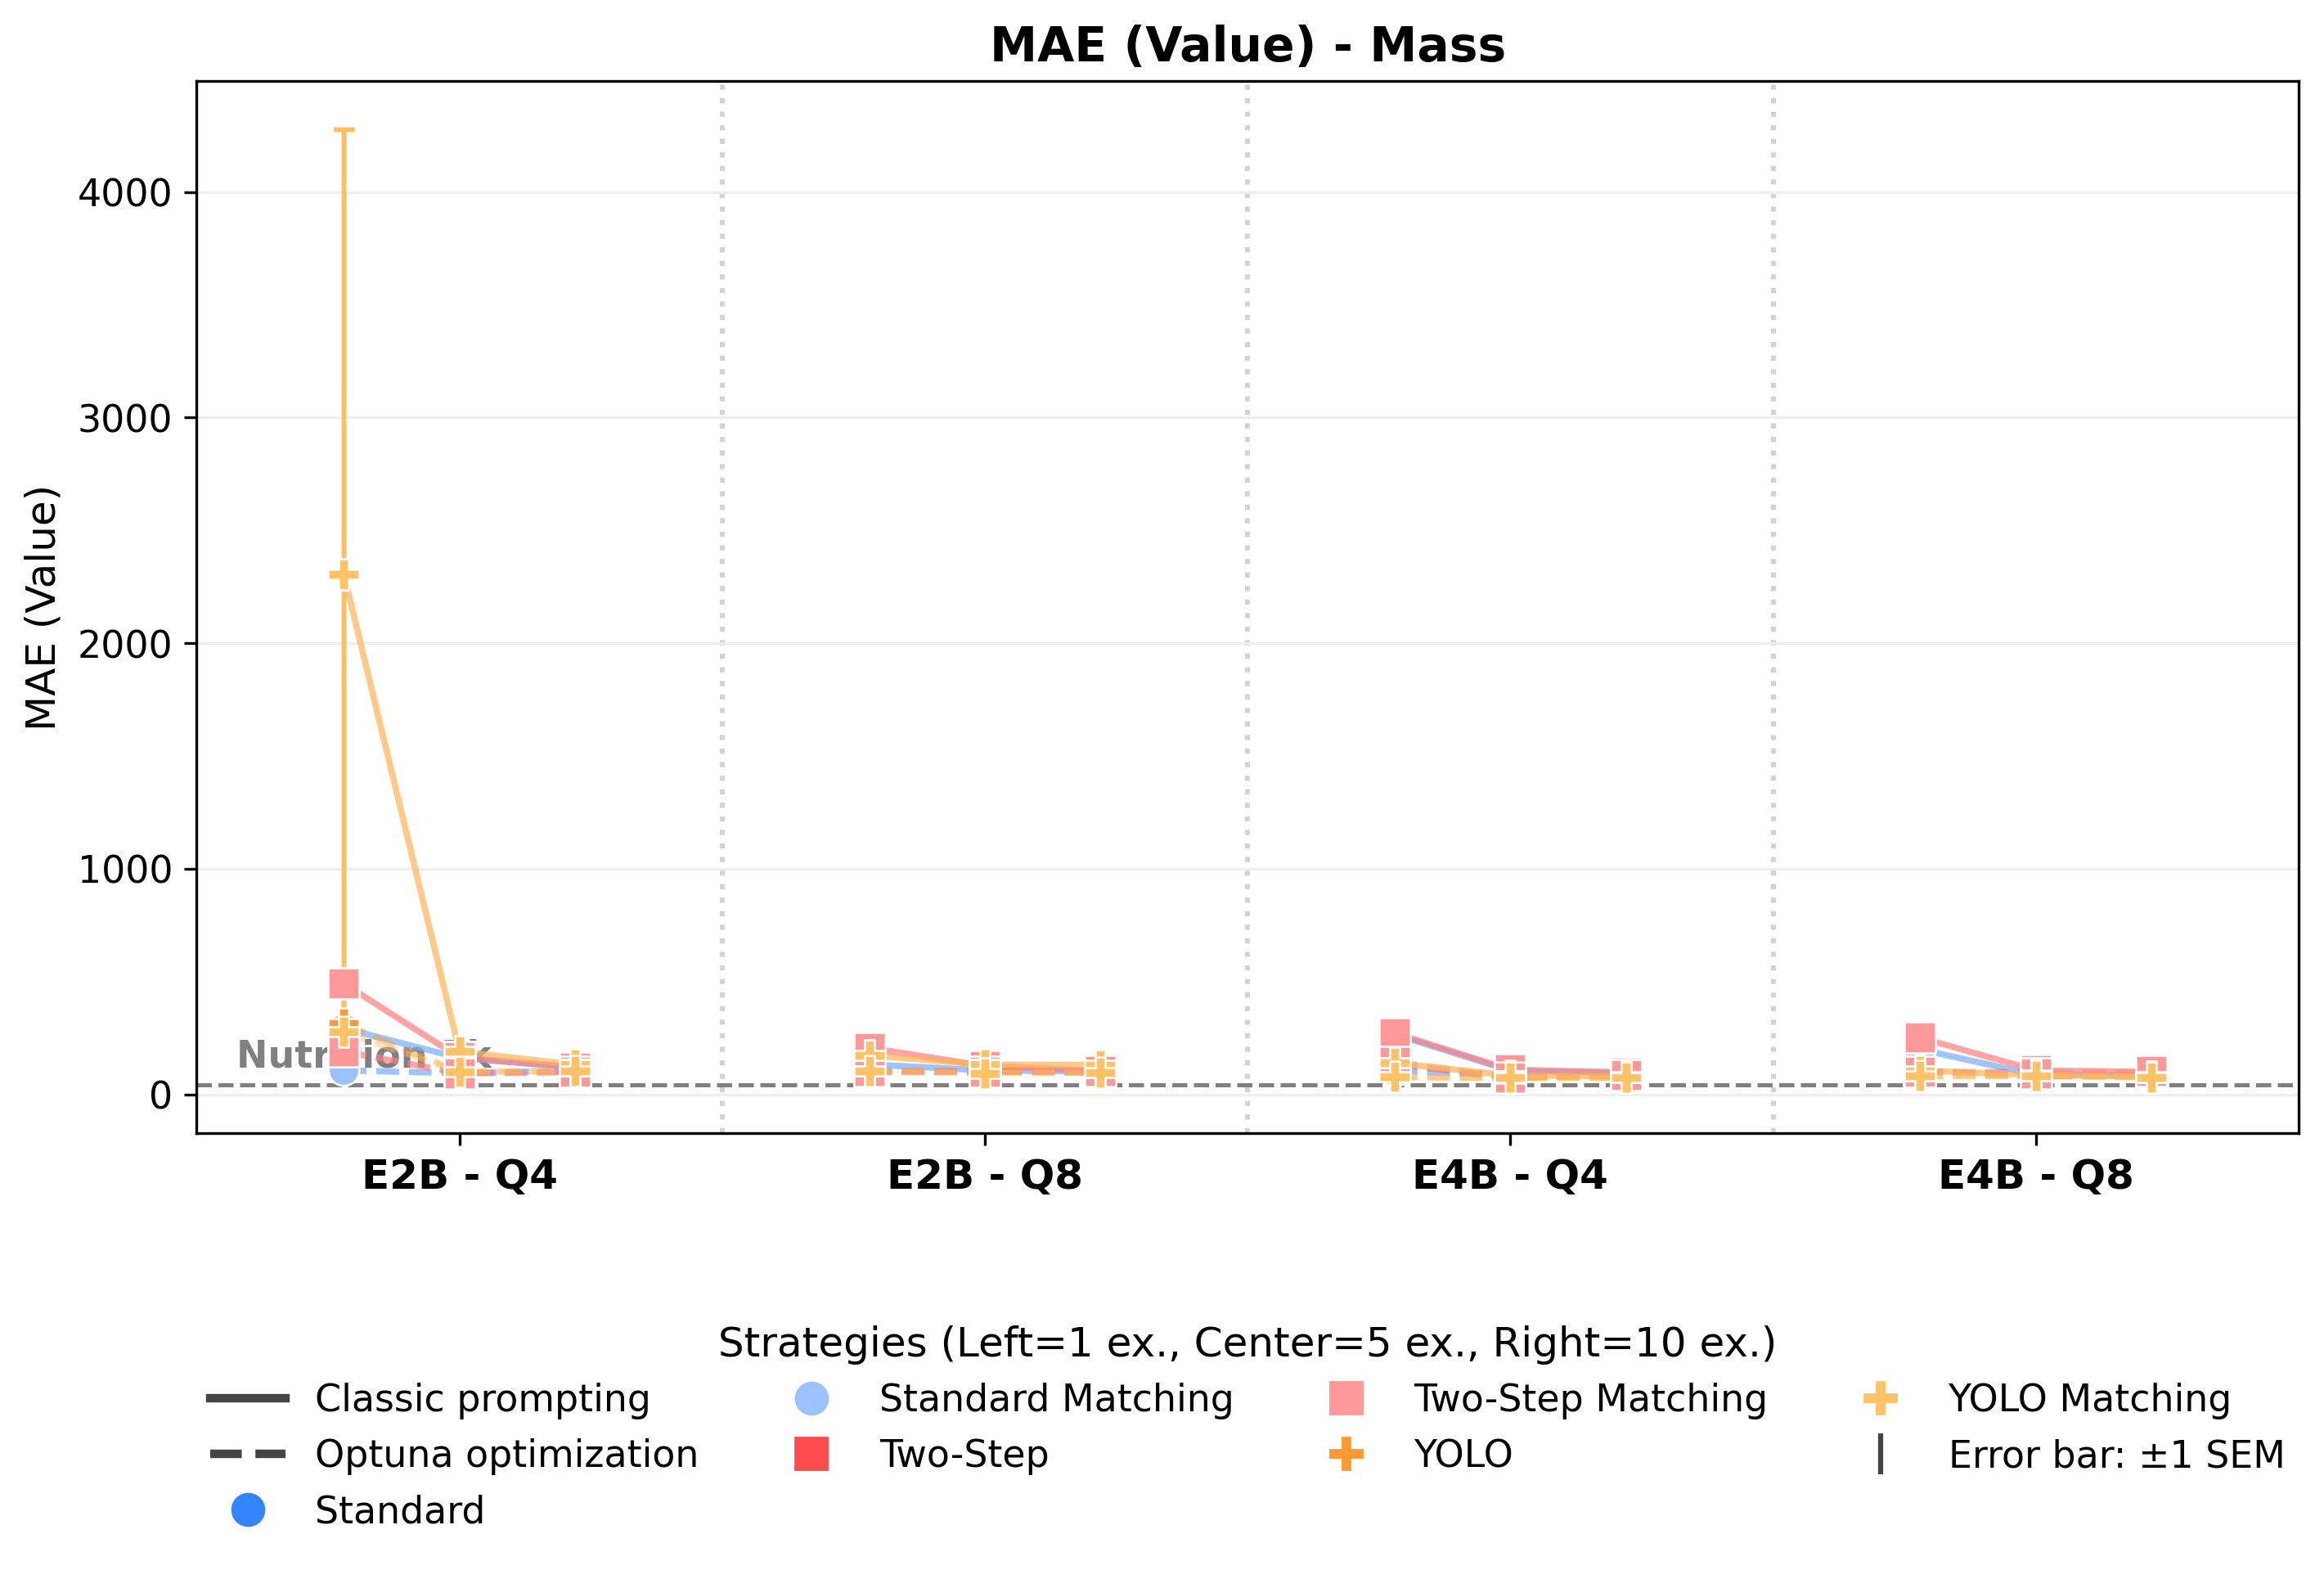 MAE (Value) - Mass
MAE (Value)
4000
3000
2000
1000
0
E2B - Q4
E2B - Q8
E4B - Q4
E4B - Q8
Strategies (Left=1 ex., Center=5 ex., Right=10 ex.)
Classic prompting
Optuna optimization
Standard
Standard Matching
Two-Step
Two-Step Matching
YOLO
YOLO Matching
Error bar: ±1 SEM